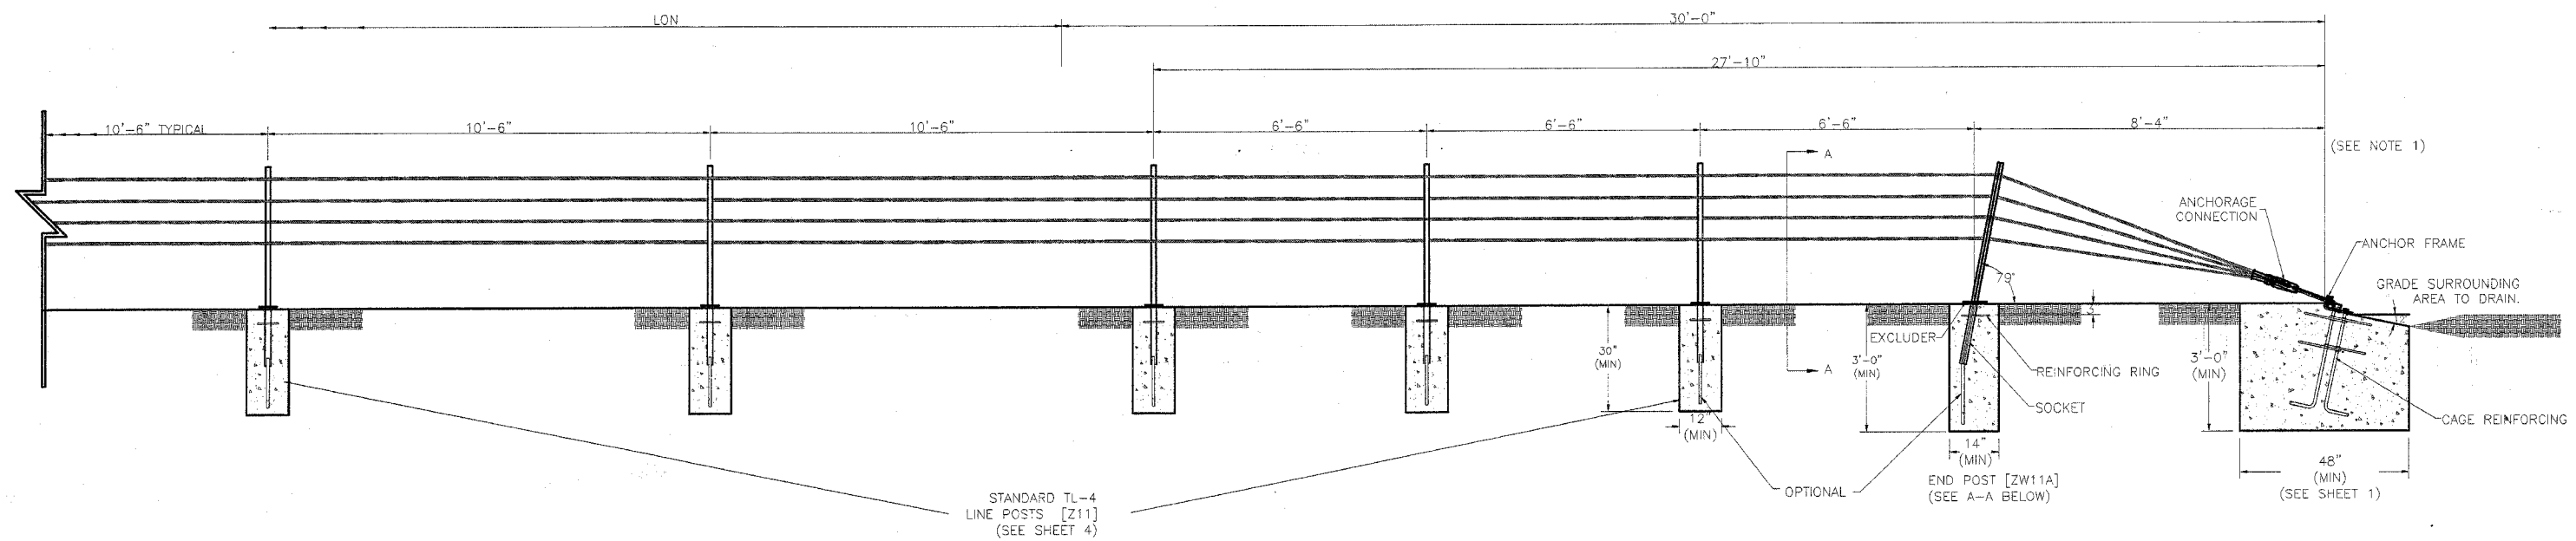 LON
30'-0"
27'-10"
10'-6" TYPICAL
10'-6"
10'-6"
6'-6"
6'-6"
6'-6"
8'-4"
(SEE NOTE 1)
A
A
ANCHORAGE
CONNECTION
ANCHOR FRAME
GRADE SURROUNDING
AREA TO DRAIN.
79°
EXCLUDER
REINFORCING RING
SOCKET
CAGE REINFORCING
30"
(MIN)
12"
(MIN)
3'-0"
(MIN)
14"
(MIN)
3'-0"
(MIN)
48"
(MIN)
(SEE SHEET 1)
END POST [ZW11A]
(SEE A-A BELOW)
OPTIONAL
STANDARD TL-4
LINE POSTS [Z11]
(SEE SHEET 4)